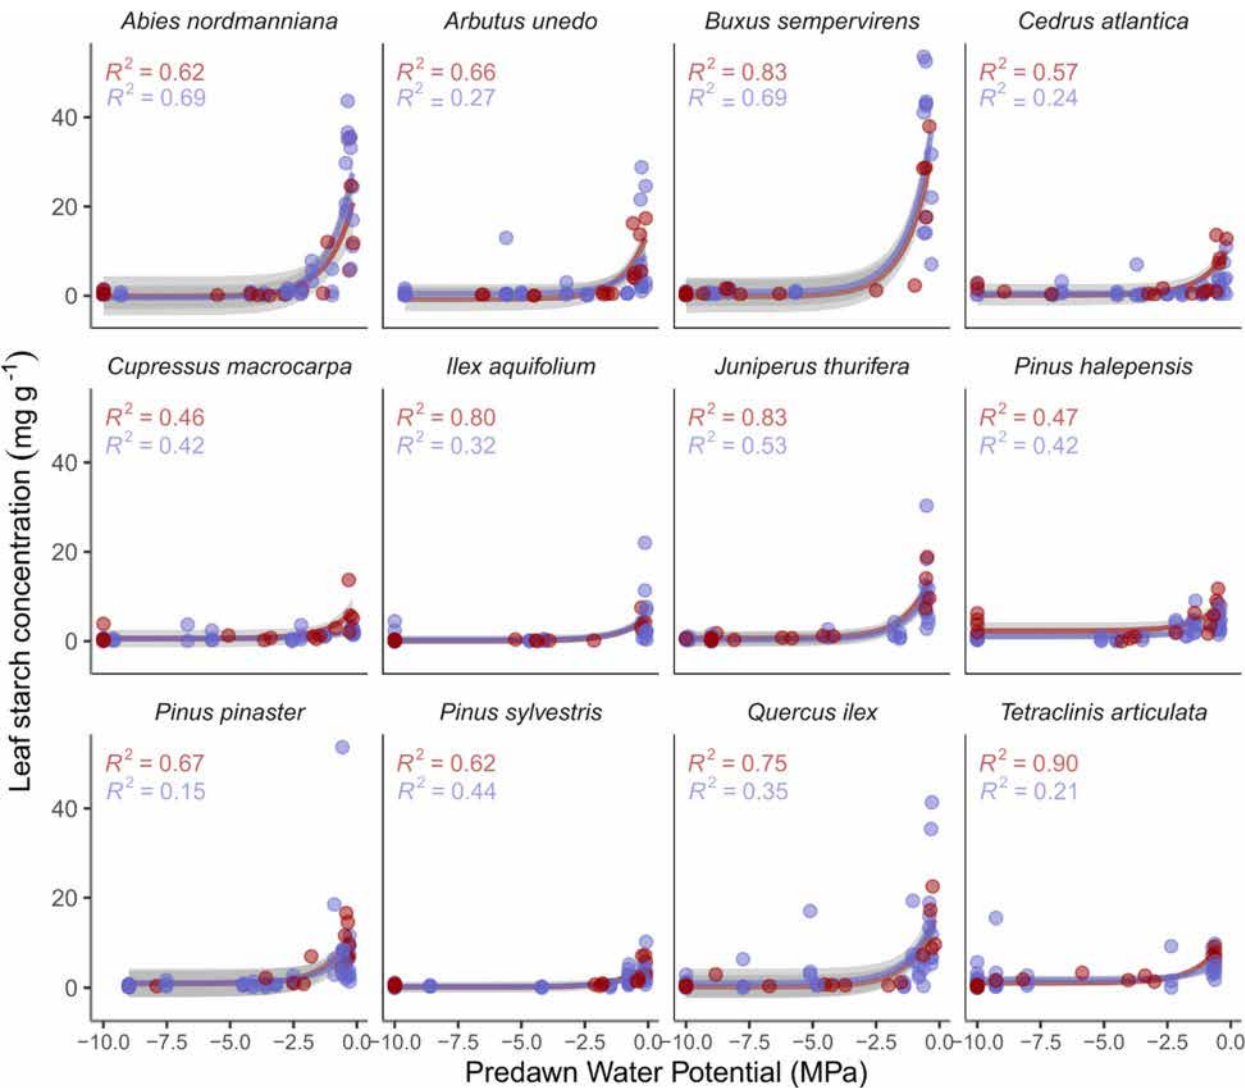 Abies nordmanniana
Arbutus unedo
Buxus sempervirens
Cedrus atlantica
R² = 0.62
R² = 0.69
R² = 0.66
R² = 0.27
R² = 0.83
R² = 0.69
R² = 0.57
R² = 0.24
40
20
0
Cupressus macrocarpa
Ilex aquifolium
Juniperus thurifera
Pinus halepensis
R² = 0.46
R² = 0.42
R² = 0.80
R² = 0.32
R² = 0.83
R² = 0.53
R² = 0.47
R² = 0.42
40
20
0
Leaf starch concentration (mg g⁻¹)
Pinus pinaster
Pinus sylvestris
Quercus ilex
Tetraclinis articulata
R² = 0.67
R² = 0.15
R² = 0.62
R² = 0.44
R² = 0.75
R² = 0.35
R² = 0.90
R² = 0.21
40
20
0
−10.0 −7.5 −5.0 −2.5 0.0 −10.0 −7.5 −5.0 −2.5 0.0 −10.0 −7.5 −5.0 −2.5 0.0 −10.0 −7.5 −5.0 −2.5 0.0
Predawn Water Potential (MPa)